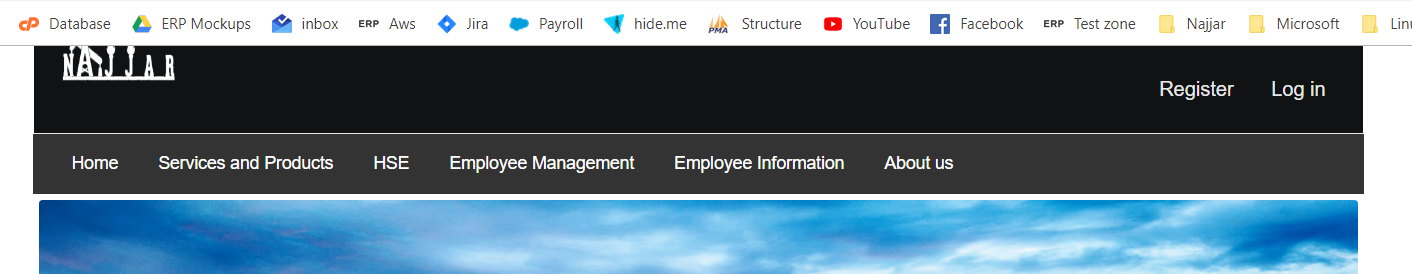 Database ERP Mockups inbox ERP Aws Jira Payroll hide.me PMA Structure YouTube Facebook ERP Test zone Najjar Microsoft Linu
NAJJAR
Register Log in
Home Services and Products HSE Employee Management Employee Information About us